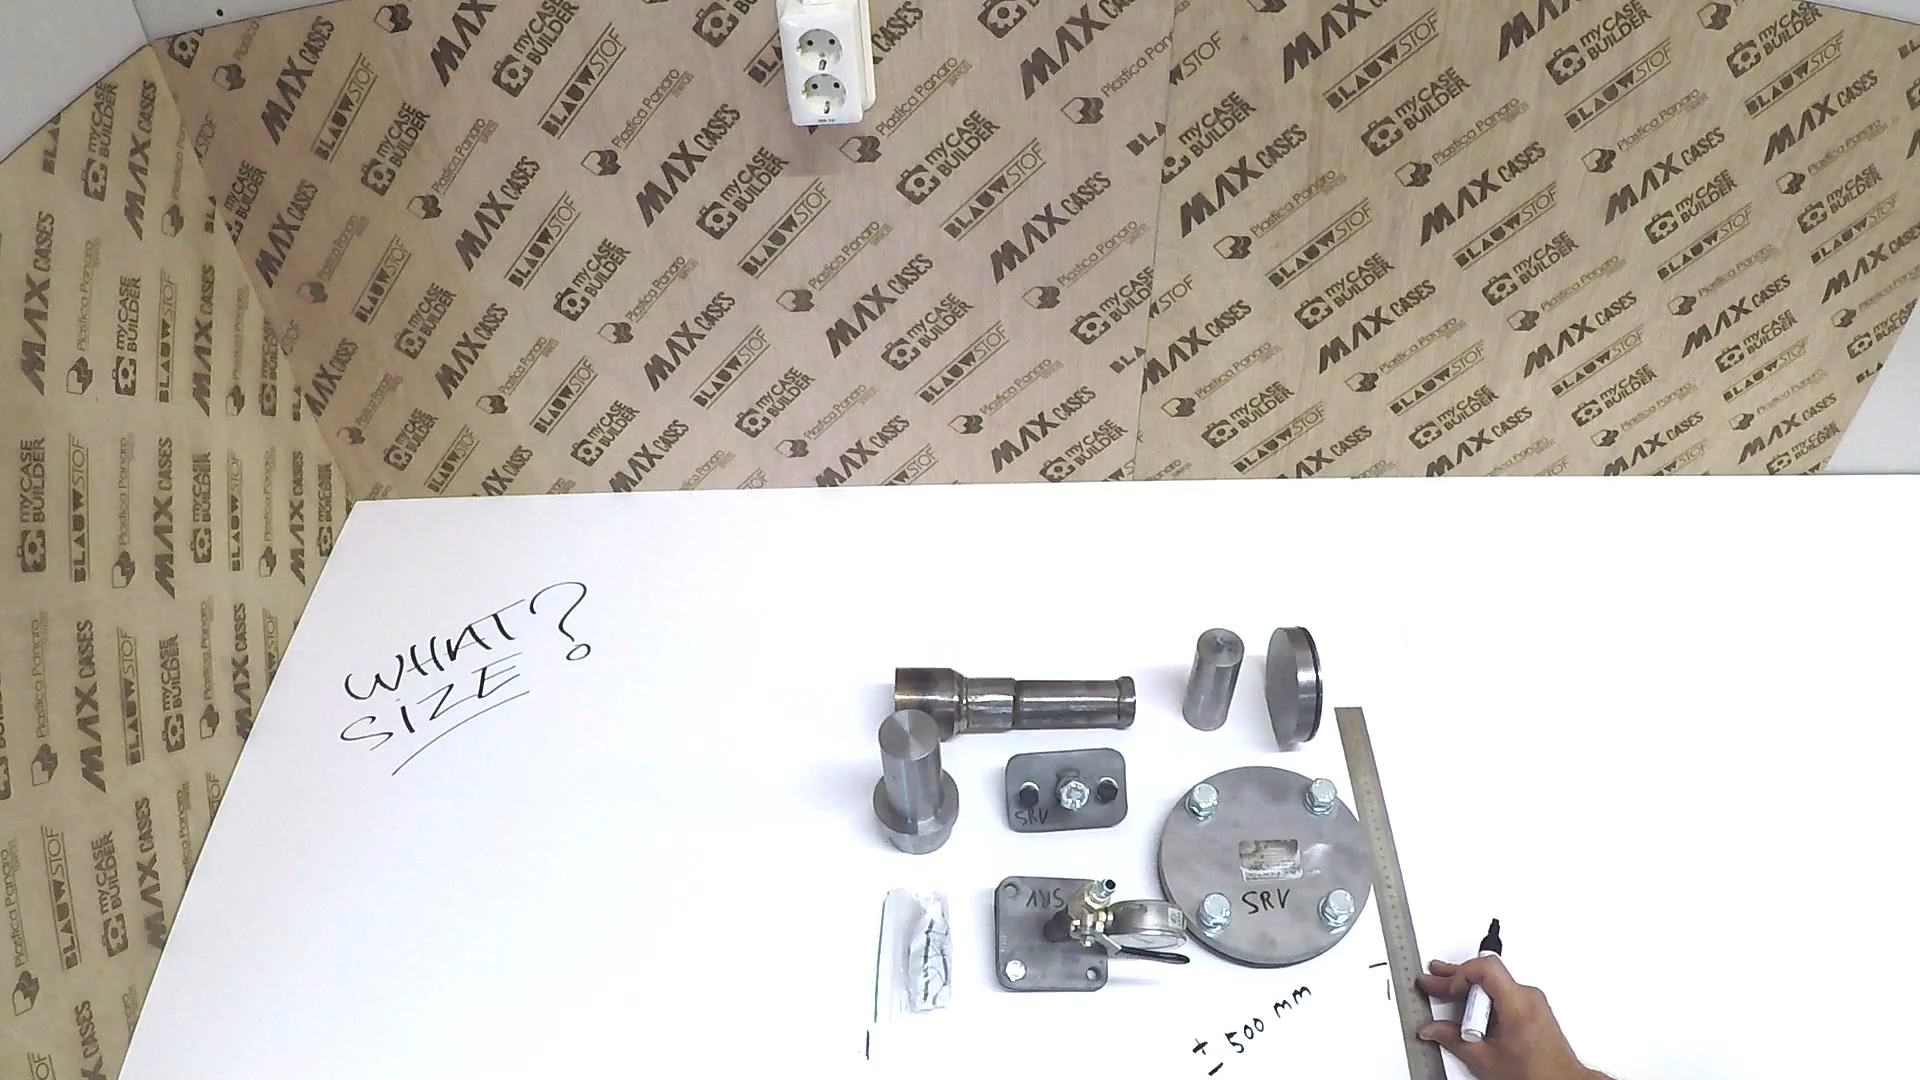 WHAT?
SIZE
SRV
SRV
SRV
± 500 mm
MAX CASES
myCASE BUILDER
BLAUWSTOF
Plastica Panaro